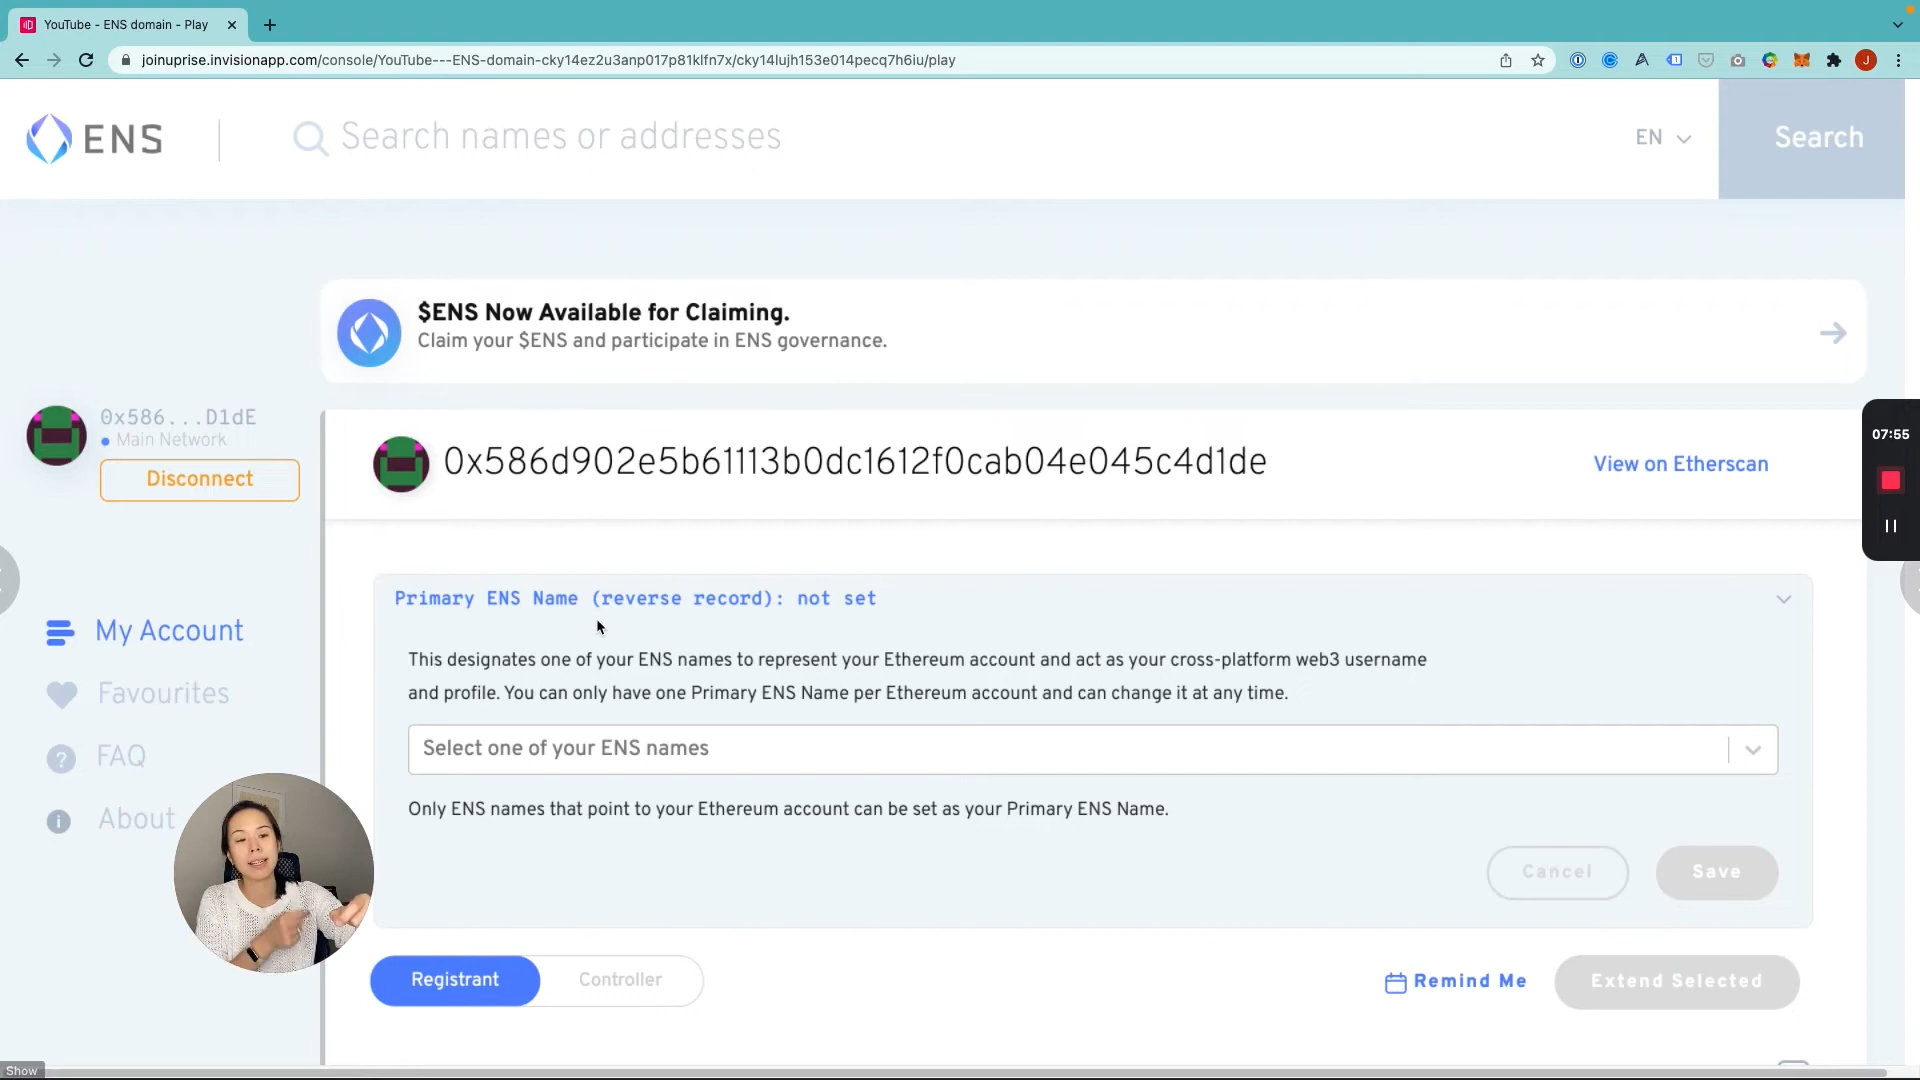 YouTube - ENS domain - Play
joinuprise.invisionapp.com/console/YouTube---ENS-domain-cky14ez2u3anp017p81klfn7x/cky14lujh153e014pecq7h6iu/play
J
ENS
Search names or addresses
EN
Search
$ENS Now Available for Claiming.
Claim your $ENS and participate in ENS governance.
0x586...D1dE
Main Network
Disconnect
0x586d902e5b61113b0dc1612f0cab04e045c4d1de
View on Etherscan
07:55
Primary ENS Name (reverse record): not set
This designates one of your ENS names to represent your Ethereum account and act as your cross-platform web3 username
and profile. You can only have one Primary ENS Name per Ethereum account and can change it at any time.
Select one of your ENS names
Only ENS names that point to your Ethereum account can be set as your Primary ENS Name.
Cancel
Save
My Account
Favourites
FAQ
About
Registrant
Controller
Remind Me
Extend Selected
Show